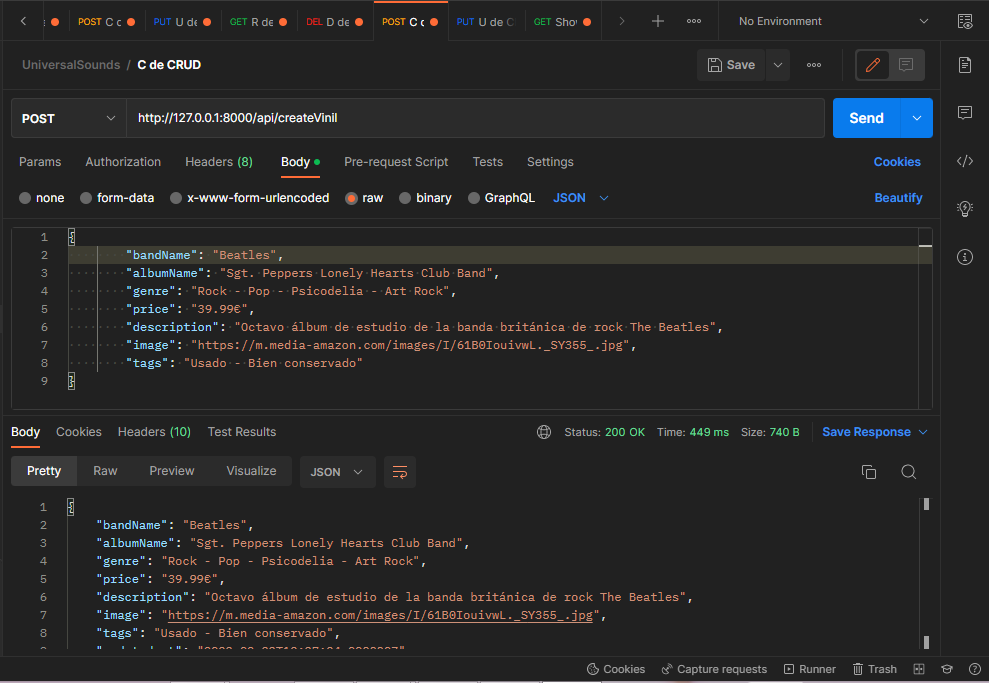 POST C c PUT U de GET R de DEL D de POST C c PUT U de C GET Shov No Environment
UniversalSounds / C de CRUD Save
POST http://127.0.0.1:8000/api/createVinil Send
Params Authorization Headers (8) Body Pre-request Script Tests Settings Cookies
none form-data x-www-form-urlencoded raw binary GraphQL JSON Beautify
1 {
2 "bandName": "Beatles",
3 "albumName": "Sgt. Peppers Lonely Hearts Club Band",
4 "genre": "Rock - Pop - Psicodelia - Art Rock",
5 "price": "39.99€",
6 "description": "Octavo álbum de estudio de la banda británica de rock The Beatles",
7 "image": "https://m.media-amazon.com/images/I/61B0IouivwL._SY355_.jpg",
8 "tags": "Usado - Bien conservado"
9 }
Body Cookies Headers (10) Test Results Status: 200 OK Time: 449 ms Size: 740 B Save Response
Pretty Raw Preview Visualize JSON
1 {
2 "bandName": "Beatles",
3 "albumName": "Sgt. Peppers Lonely Hearts Club Band",
4 "genre": "Rock - Pop - Psicodelia - Art Rock",
5 "price": "39.99€",
6 "description": "Octavo álbum de estudio de la banda británica de rock The Beatles",
7 "image": "https://m.media-amazon.com/images/I/61B0IouivwL._SY355_.jpg",
8 "tags": "Usado - Bien conservado",
Cookies Capture requests Runner Trash